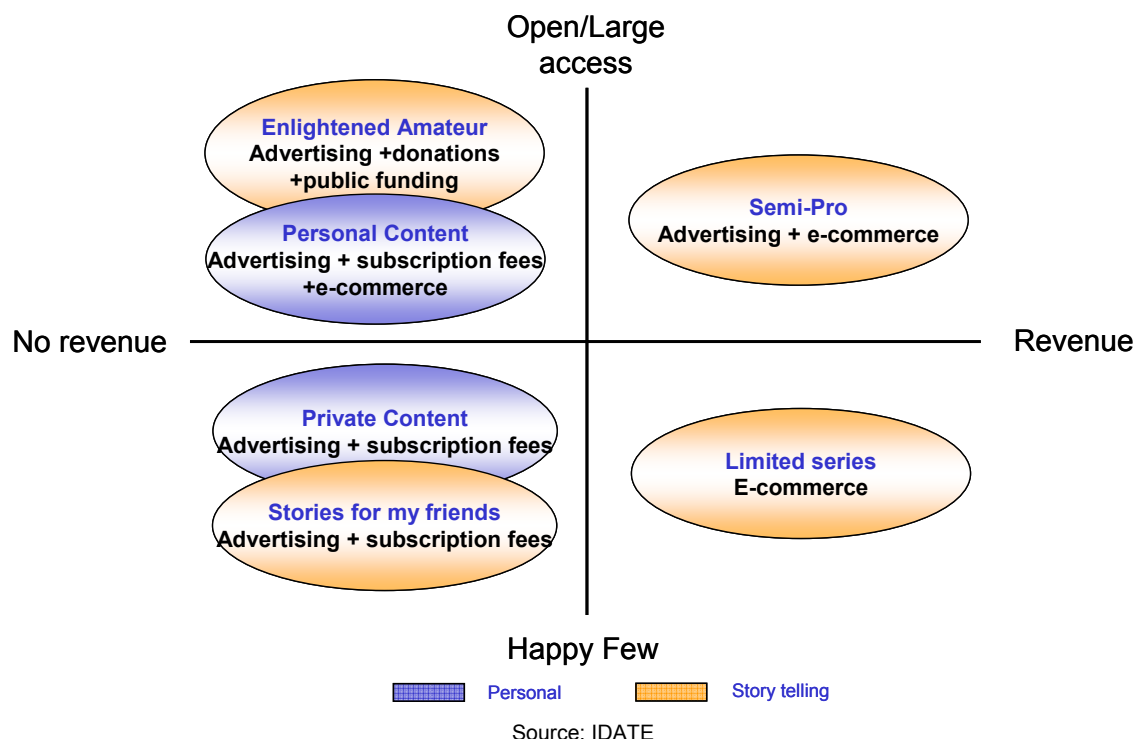 Open/Large
access
Enlightened Amateur
Advertising +donations
+public funding
Personal Content
Advertising + subscription fees
+e-commerce
Semi-Pro
Advertising + e-commerce
No revenue
Revenue
Private Content
Advertising + subscription fees
Stories for my friends
Advertising + subscription fees
Limited series
E-commerce
Happy Few
Personal
Story telling
Source: IDATE